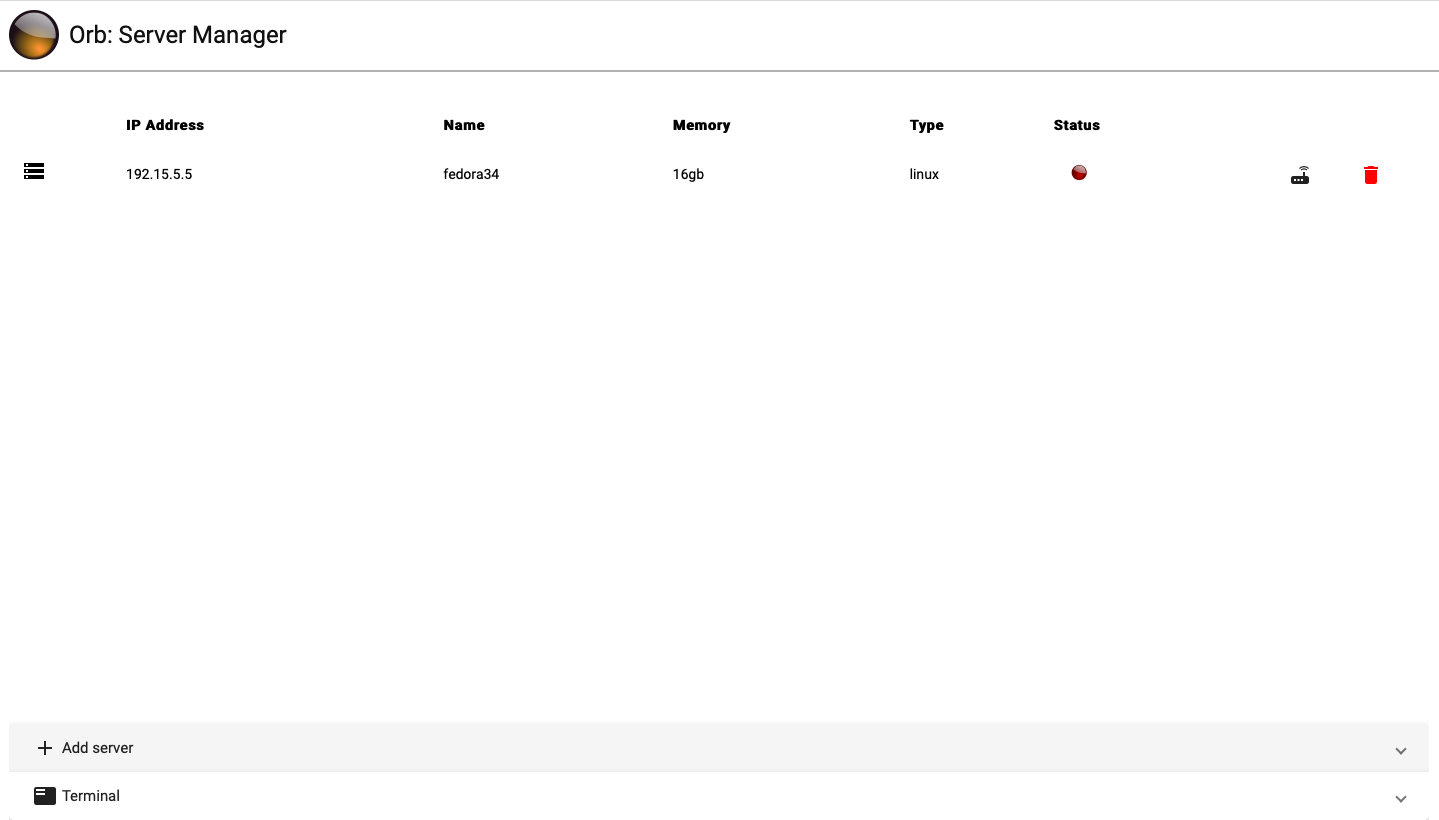 Orb: Server Manager
IP Address Name Memory Type Status
192.15.5.5 fedora34 16gb linux
Add server
Terminal